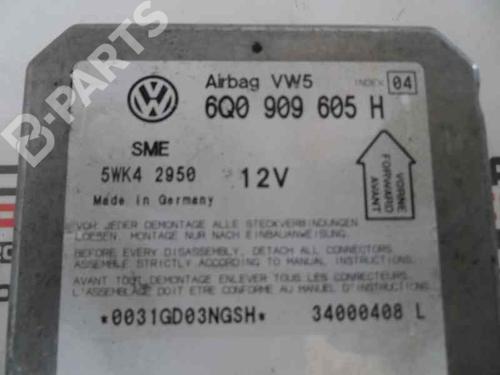 B-PARTS
Airbag VW5 INDEX 04
6Q0 909 605 H
SME
5WK4 2950 12V
Made in Germany
VORNE
FORWARD
AVANT
VOR JEDER DEMONTAGE ALLE STECKVERBINDUNGEN
LOESEN. MONTAGE NUR NACH EINBAUANWEISUNG.
BEFORE EVERY DISASSEMBLY, DETACH ALL CONNECTORS.
ASSEMBLE STRICTLY ACCORDING TO MANUAL INSTRUCTIONS.
AVANT TOUT DEMONTAGE ENLEVER TOUS LES CONNECTEURS.
L'ASSEMBLAGE DOIT ETRE CONFORME AU MANUEL D'INSTRUCTIONS
*0031GD03NGSH* 34000408 L